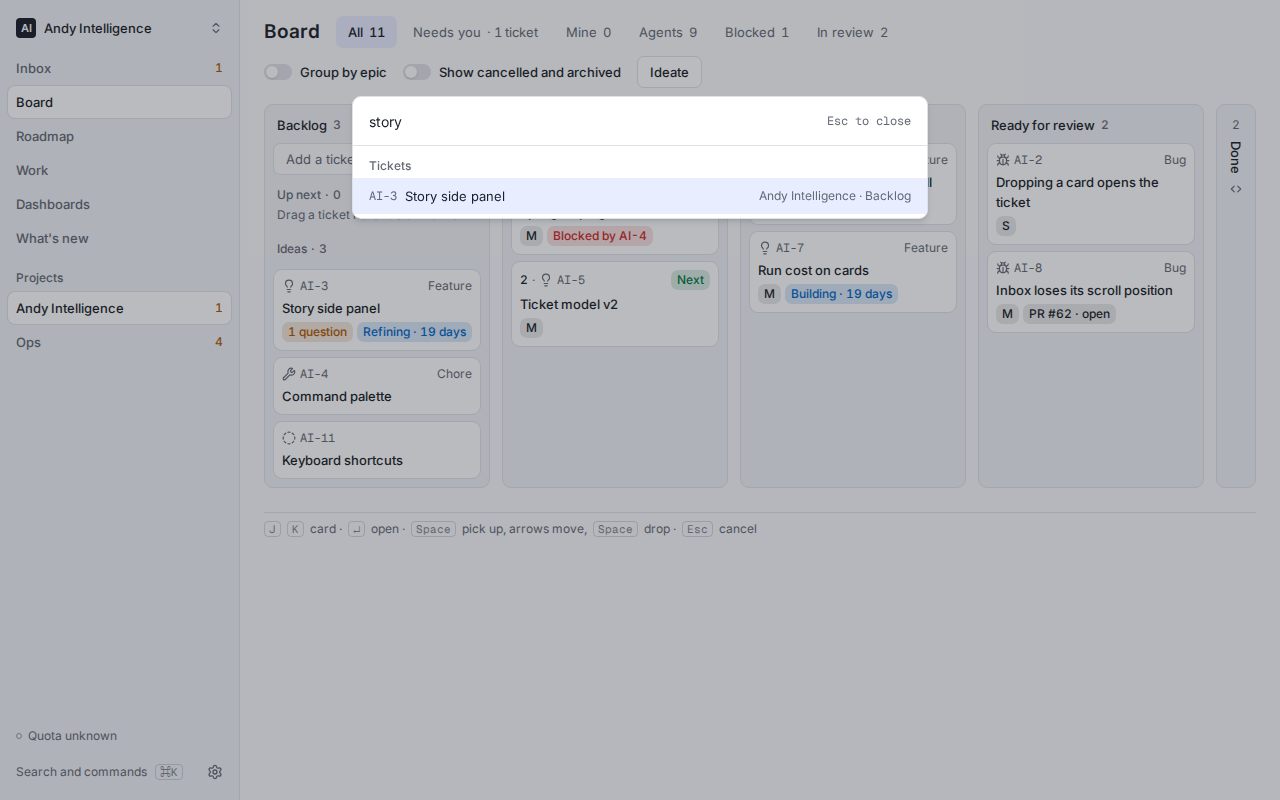 AI Andy Intelligence
Inbox 1
Board
Roadmap
Work
Dashboards
What's new
Projects
Andy Intelligence 1
Ops 4
Quota unknown
Search and commands ⌘K
Board All 11 Needs you · 1 ticket Mine 0 Agents 9 Blocked 1 In review 2
Group by epic Show cancelled and archived Ideate
story Esc to close
Tickets
AI-3 Story side panel Andy Intelligence · Backlog
Backlog 3
Add a ticke
Up next · 0
Drag a ticket
Ideas · 3
AI-3 Feature
Story side panel
1 question Refining · 19 days
AI-4 Chore
Command palette
AI-11
Keyboard shortcuts
M Blocked by AI-4
2 · AI-5 Next
Ticket model v2
M
AI-7 Feature
Run cost on cards
M Building · 19 days
Ready for review 2
AI-2 Bug
Dropping a card opens the
ticket
S
AI-8 Bug
Inbox loses its scroll position
M PR #62 · open
2
Done
J K card · ↵ open · Space pick up, arrows move, Space drop · Esc cancel